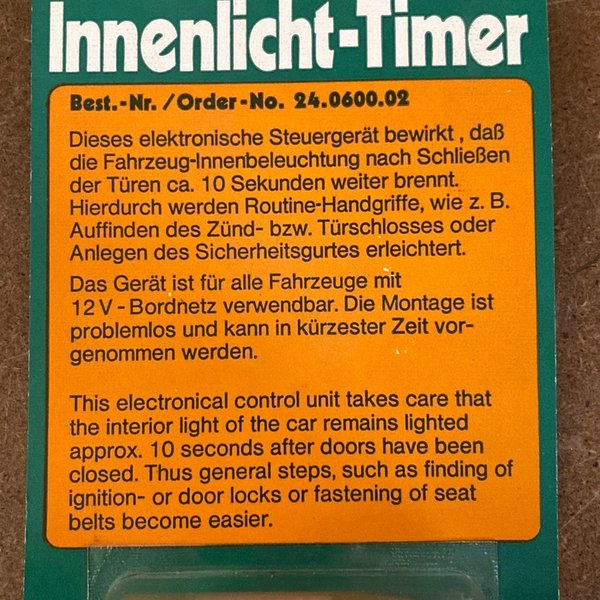 Innenlicht-Timer
Best.-Nr. /Order-No. 24.0600.02
Dieses elektronische Steuergerät bewirkt , daß
die Fahrzeug-Innenbeleuchtung nach Schließen
der Türen ca. 10 Sekunden weiter brennt.
Hierdurch werden Routine-Handgriffe, wie z. B.
Auffinden des Zünd- bzw. Türschlosses oder
Anlegen des Sicherheitsgurtes erleichtert.
Das Gerät ist für alle Fahrzeuge mit
12 V - Bordnetz verwendbar. Die Montage ist
problemlos und kann in kürzester Zeit vor-
genommen werden.
This electronical control unit takes care that
the interior light of the car remains lighted
approx. 10 seconds after doors have been
closed. Thus general steps, such as finding of
ignition- or door locks or fastening of seat
belts become easier.